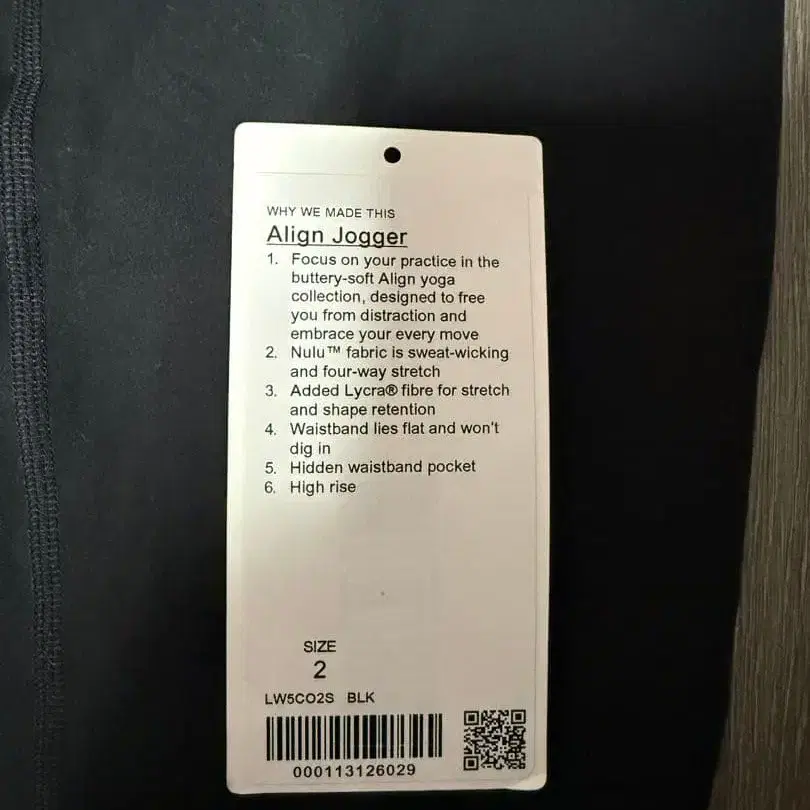 WHY WE MADE THIS
Align Jogger
1. Focus on your practice in the
buttery-soft Align yoga
collection, designed to free
you from distraction and
embrace your every move
2. Nulu™ fabric is sweat-wicking
and four-way stretch
3. Added Lycra® fibre for stretch
and shape retention
4. Waistband lies flat and won't
dig in
5. Hidden waistband pocket
6. High rise
SIZE
2
LW5CO2S BLK
000113126029